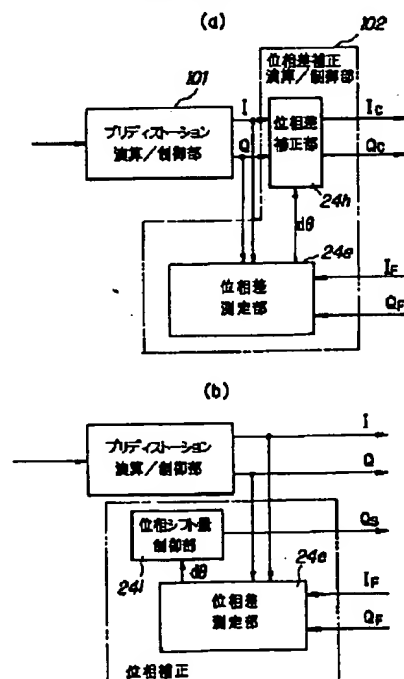 (a)
102
101
位相差補正
演算/制御部
プリディストーション
演算/制御部
I
Q
位相差
補正部
IC
QC
24h
dθ
24e
位相差
測定部
IF
QF
(b)
プリディストーション
演算/制御部
I
Q
位相シフト量
制御部
QS
24i
dθ
24e
位相差
測定部
IF
QF
位相補正